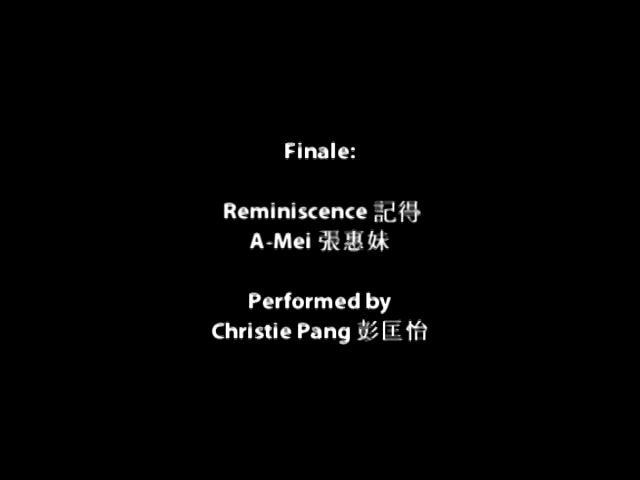 Finale:
Reminiscence 記得
A-Mei 張惠妹
Performed by
Christie Pang 彭匡怡